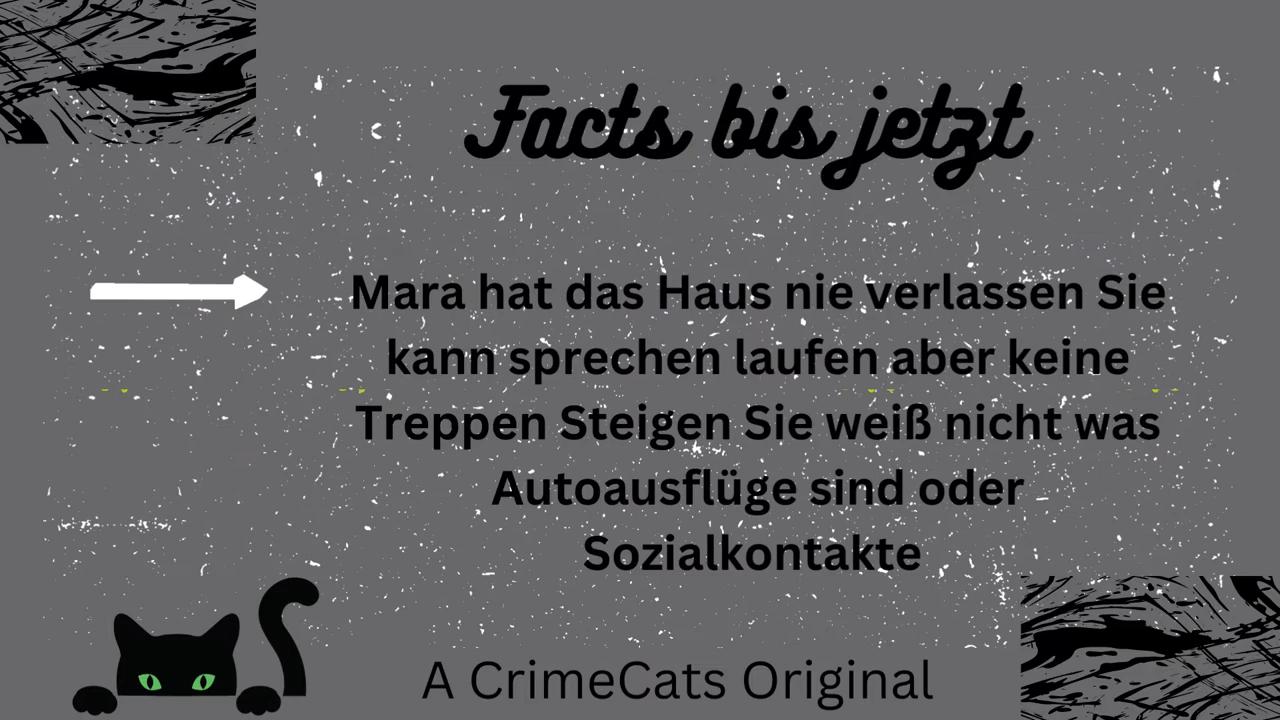 Facts bis jetzt
Mara hat das Haus nie verlassen Sie
kann sprechen laufen aber keine
Treppen Steigen Sie weiß nicht was
Autoausflüge sind oder
Sozialkontakte
A CrimeCats Original